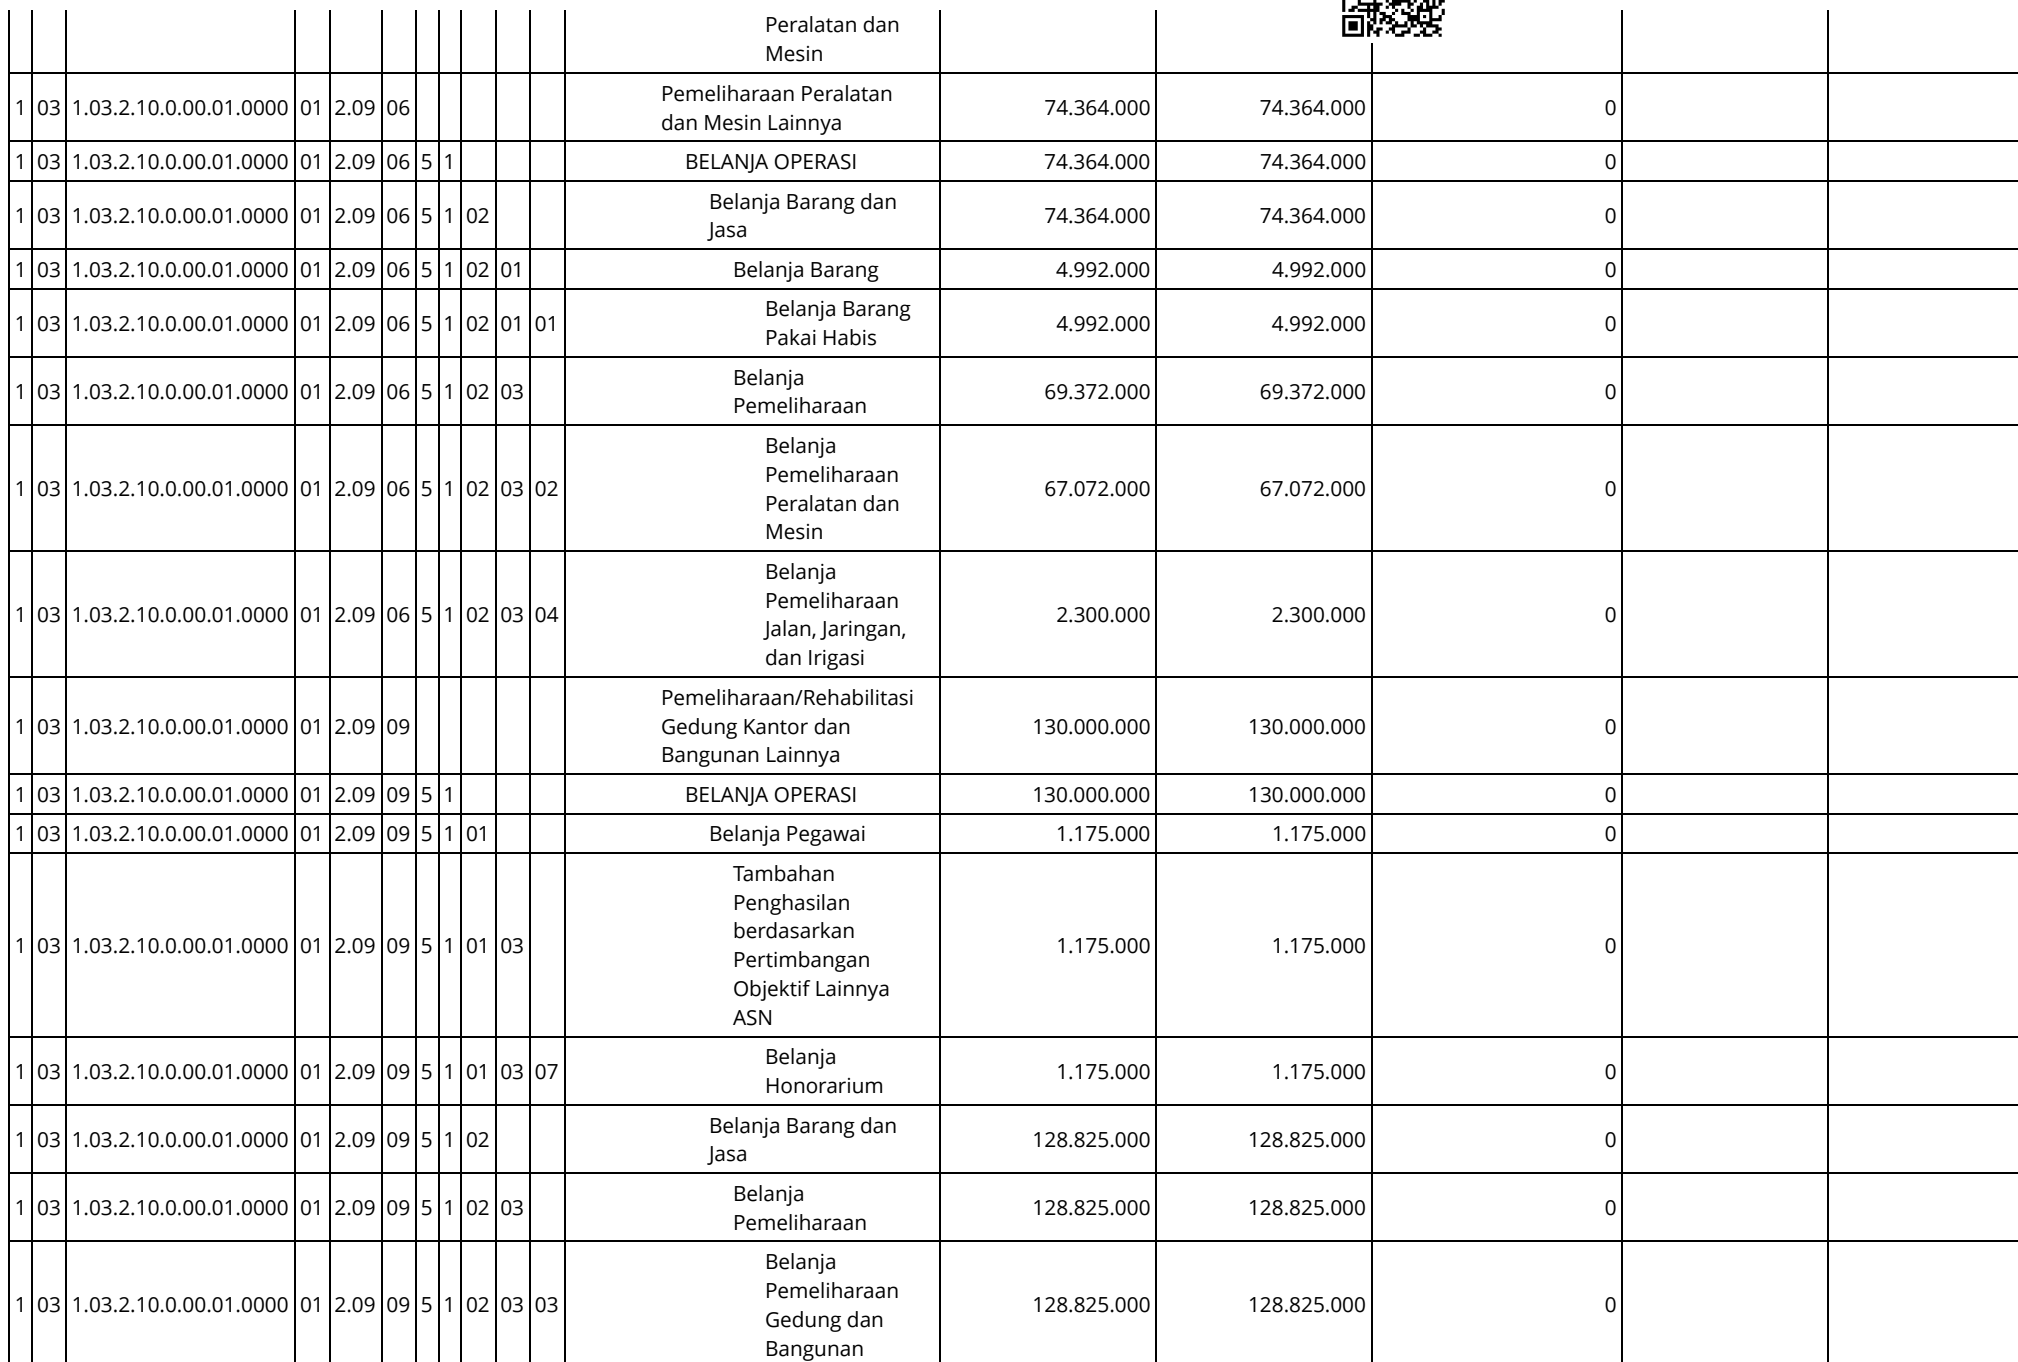 Peralatan dan
Mesin
1 03 1.03.2.10.0.00.01.0000 01 2.09 06 Pemeliharaan Peralatan
dan Mesin Lainnya 74.364.000 74.364.000 0
1 03 1.03.2.10.0.00.01.0000 01 2.09 06 5 1 BELANJA OPERASI 74.364.000 74.364.000 0
1 03 1.03.2.10.0.00.01.0000 01 2.09 06 5 1 02 Belanja Barang dan
Jasa 74.364.000 74.364.000 0
1 03 1.03.2.10.0.00.01.0000 01 2.09 06 5 1 02 01 Belanja Barang 4.992.000 4.992.000 0
1 03 1.03.2.10.0.00.01.0000 01 2.09 06 5 1 02 01 01 Belanja Barang
Pakai Habis 4.992.000 4.992.000 0
1 03 1.03.2.10.0.00.01.0000 01 2.09 06 5 1 02 03 Belanja
Pemeliharaan 69.372.000 69.372.000 0
1 03 1.03.2.10.0.00.01.0000 01 2.09 06 5 1 02 03 02 Belanja
Pemeliharaan
Peralatan dan
Mesin 67.072.000 67.072.000 0
1 03 1.03.2.10.0.00.01.0000 01 2.09 06 5 1 02 03 04 Belanja
Pemeliharaan
Jalan, Jaringan,
dan Irigasi 2.300.000 2.300.000 0
1 03 1.03.2.10.0.00.01.0000 01 2.09 09 Pemeliharaan/Rehabilitasi
Gedung Kantor dan
Bangunan Lainnya 130.000.000 130.000.000 0
1 03 1.03.2.10.0.00.01.0000 01 2.09 09 5 1 BELANJA OPERASI 130.000.000 130.000.000 0
1 03 1.03.2.10.0.00.01.0000 01 2.09 09 5 1 01 Belanja Pegawai 1.175.000 1.175.000 0
1 03 1.03.2.10.0.00.01.0000 01 2.09 09 5 1 01 03 Tambahan
Penghasilan
berdasarkan
Pertimbangan
Objektif Lainnya
ASN 1.175.000 1.175.000 0
1 03 1.03.2.10.0.00.01.0000 01 2.09 09 5 1 01 03 07 Belanja
Honorarium 1.175.000 1.175.000 0
1 03 1.03.2.10.0.00.01.0000 01 2.09 09 5 1 02 Belanja Barang dan
Jasa 128.825.000 128.825.000 0
1 03 1.03.2.10.0.00.01.0000 01 2.09 09 5 1 02 03 Belanja
Pemeliharaan 128.825.000 128.825.000 0
1 03 1.03.2.10.0.00.01.0000 01 2.09 09 5 1 02 03 03 Belanja
Pemeliharaan
Gedung dan
Bangunan 128.825.000 128.825.000 0